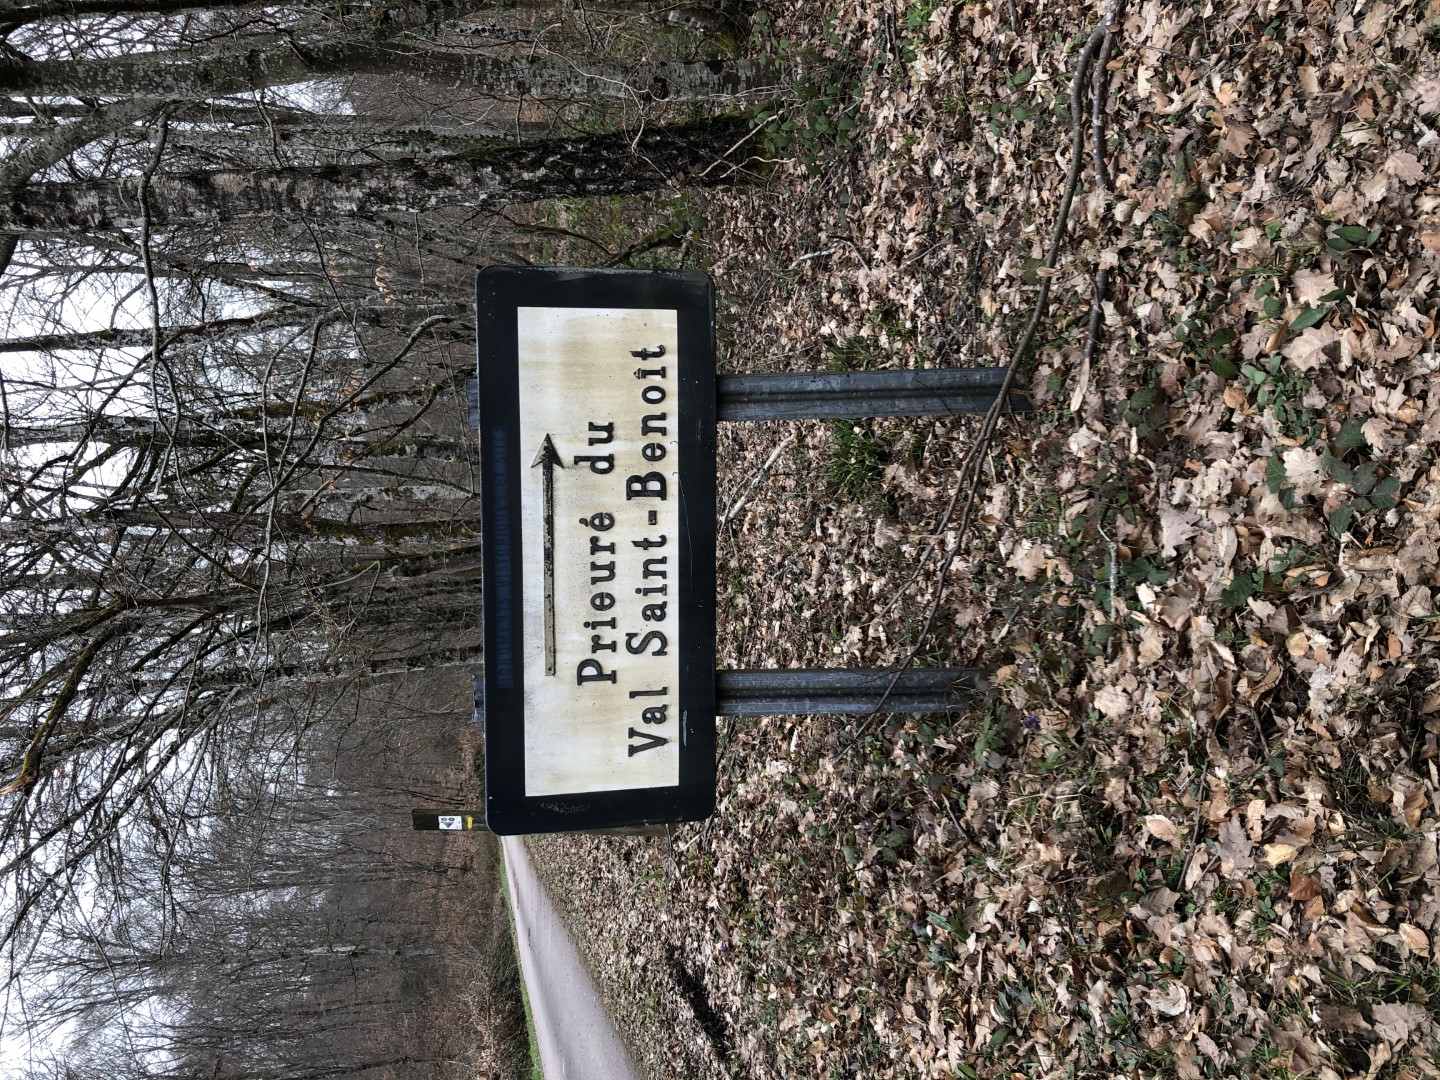 Prieuré du
Val Saint-Benoît